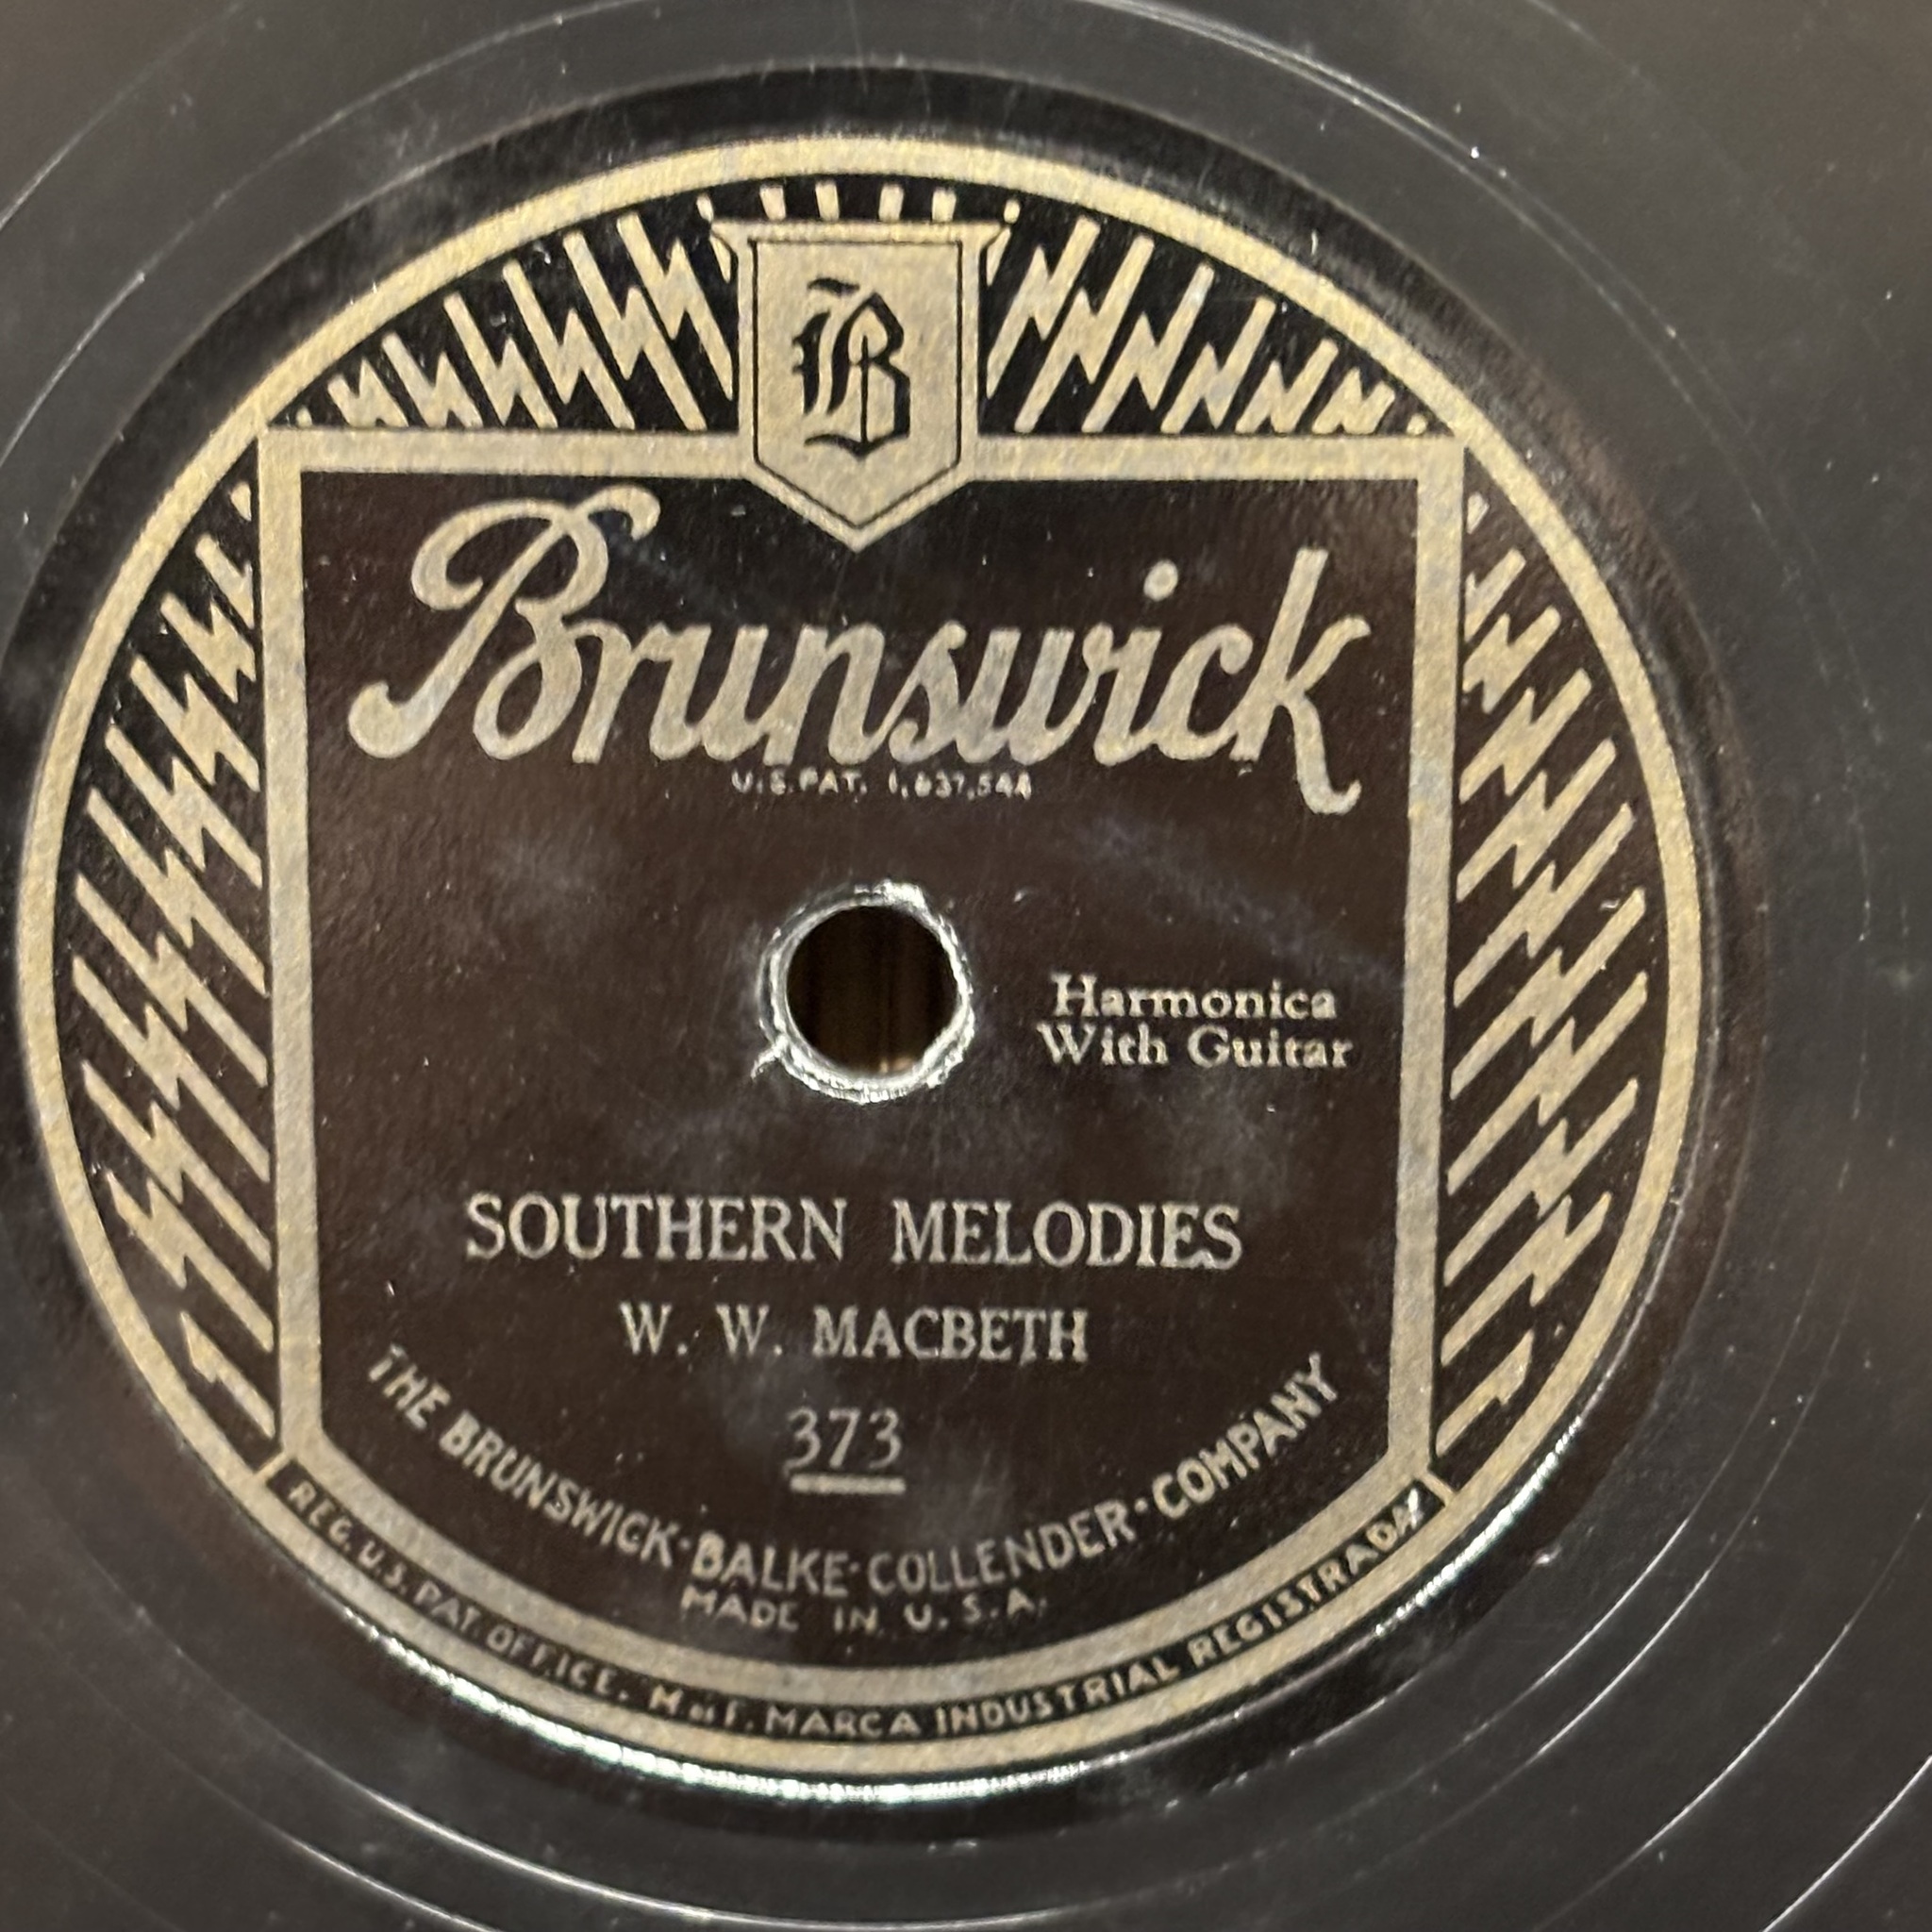 B
Brunswick
U.S. PAT. 1,637,544
Harmonica
With Guitar
SOUTHERN MELODIES
W. W. MACBETH
373
THE BRUNSWICK·BALKE·COLLENDER·COMPANY
MADE IN U.S.A.
REG. U.S. PAT. OFFICE. M de F. MARCA INDUSTRIAL REGISTRADA